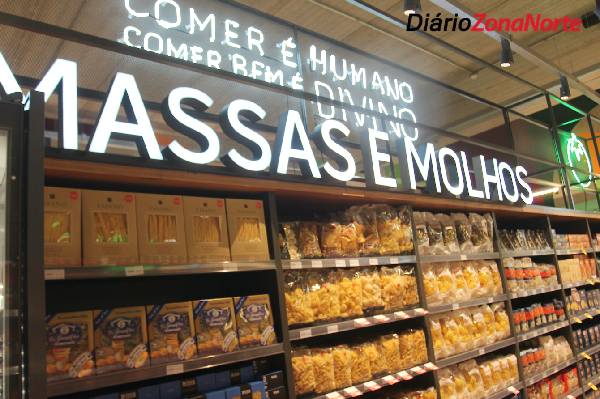 DiárioZonaNorte
COMER É HUMANO
COMER BEM É DIVINO
MASSAS E MOLHOS